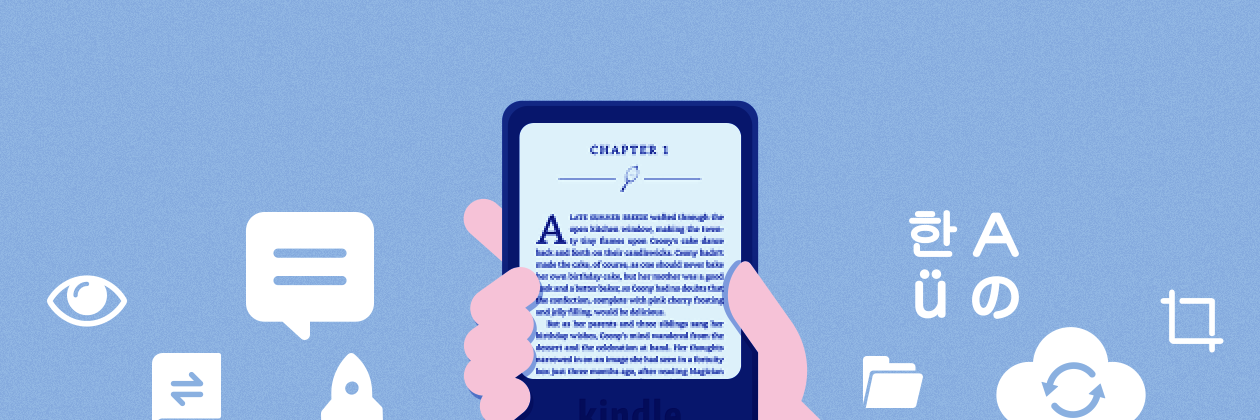 CHAPTER 1
A LATE SUMMER BREEZE wafted through the
open kitchen window, making the twen-
ty tiny flames upon Coony's cake dance
back and forth on their candlewicks. Coony hadn't
made the cake, of course, as one should never bake
her own birthday cake, but her mother was a good
cook and a better baker, so Coony had no doubts that
the confection, complete with pink cherry frosting
and jelly filling, would be delicious.
But as her parents and three siblings sang her
birthday wishes, Coony's mind wandered from the
dessert and the celebration at hand. Her thoughts
narrowed in on an image she had seen in a fortuity
box just three months ago, after reading Magician
한 A
ü の
kindle